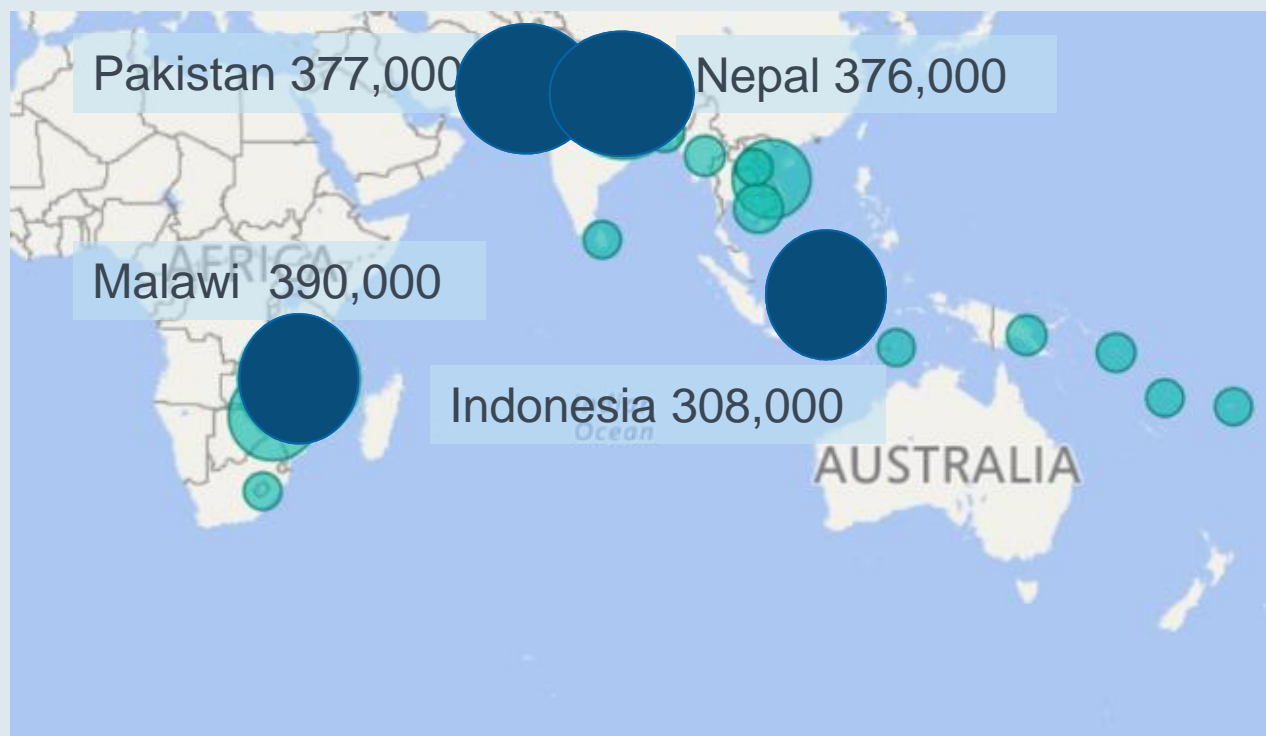 Pakistan 377,000
Nepal 376,000
AFRICA
Malawi 390,000
Indonesia 308,000
Ocean
AUSTRALIA